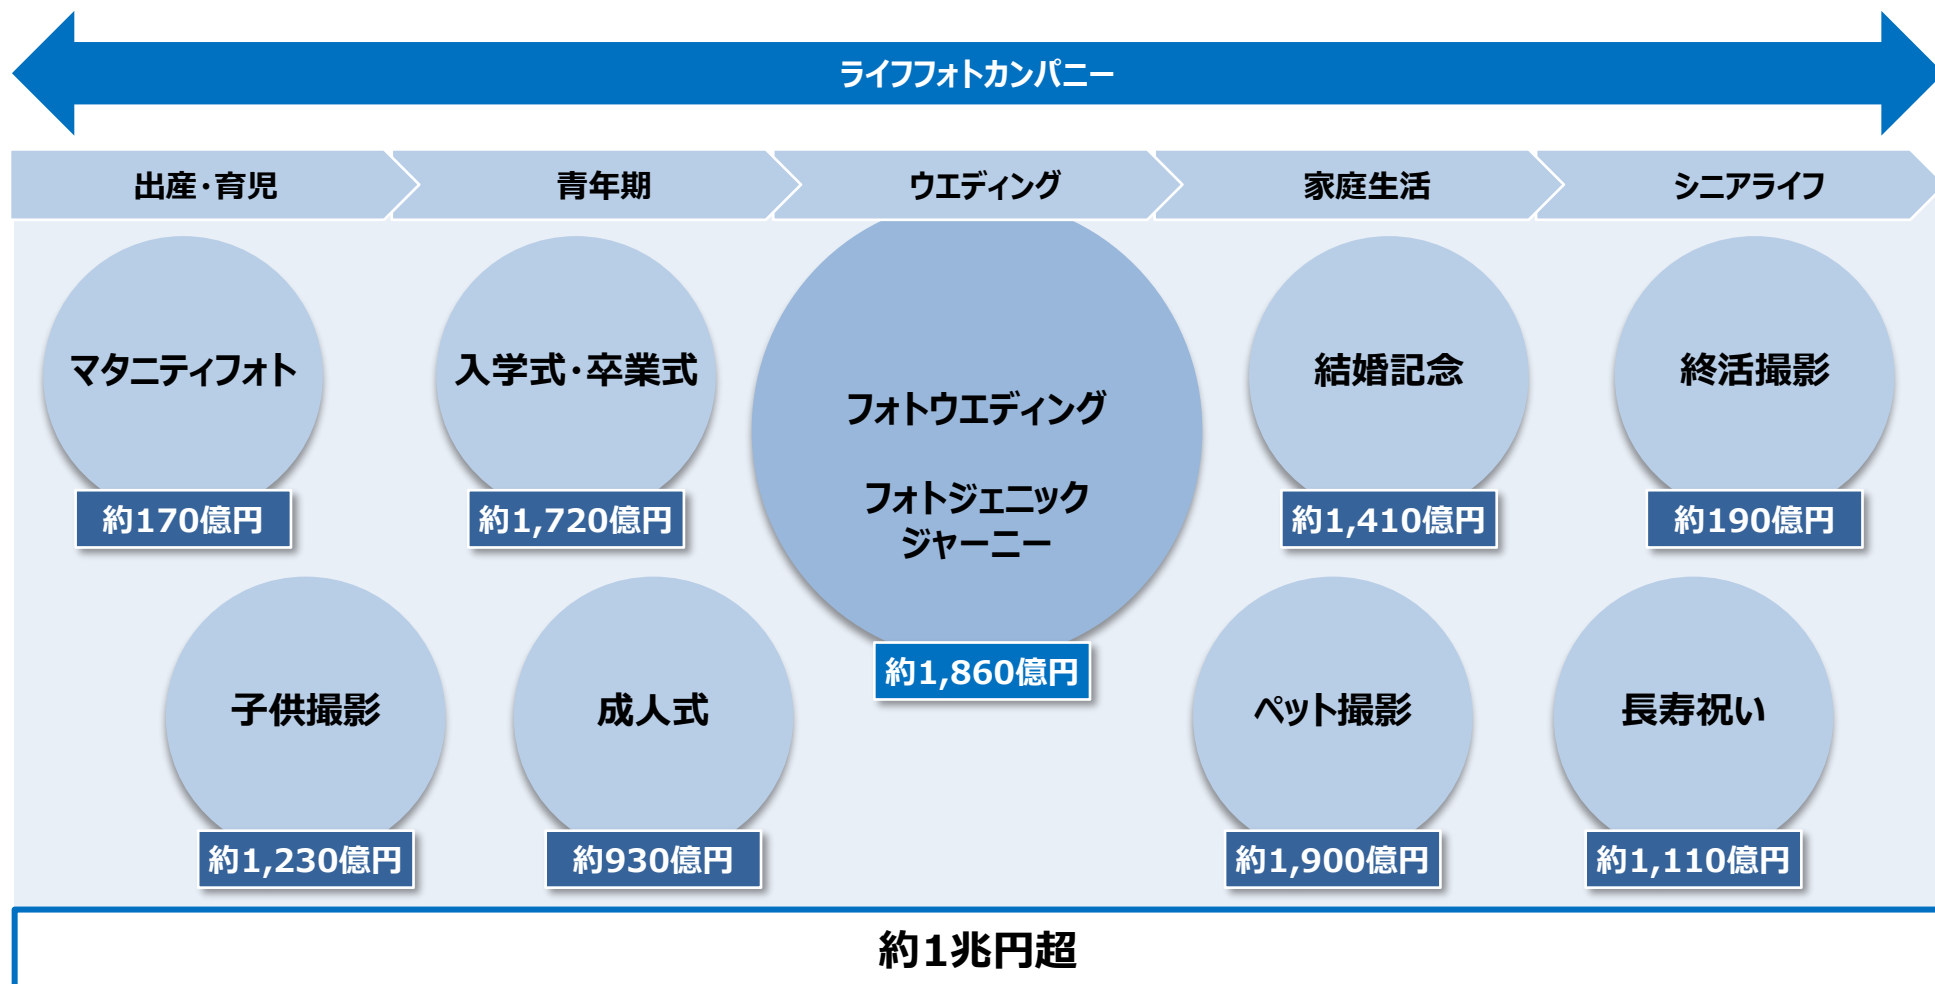 ライフフォトカンパニー
出産・育児
青年期
ウエディング
家庭生活
シニアライフ
マタニティフォト
約170億円
入学式・卒業式
約1,720億円
フォトウエディング
フォトジェニック
ジャーニー
約1,860億円
結婚記念
約1,410億円
終活撮影
約190億円
子供撮影
約1,230億円
成人式
約930億円
ペット撮影
約1,900億円
長寿祝い
約1,110億円
約1兆円超